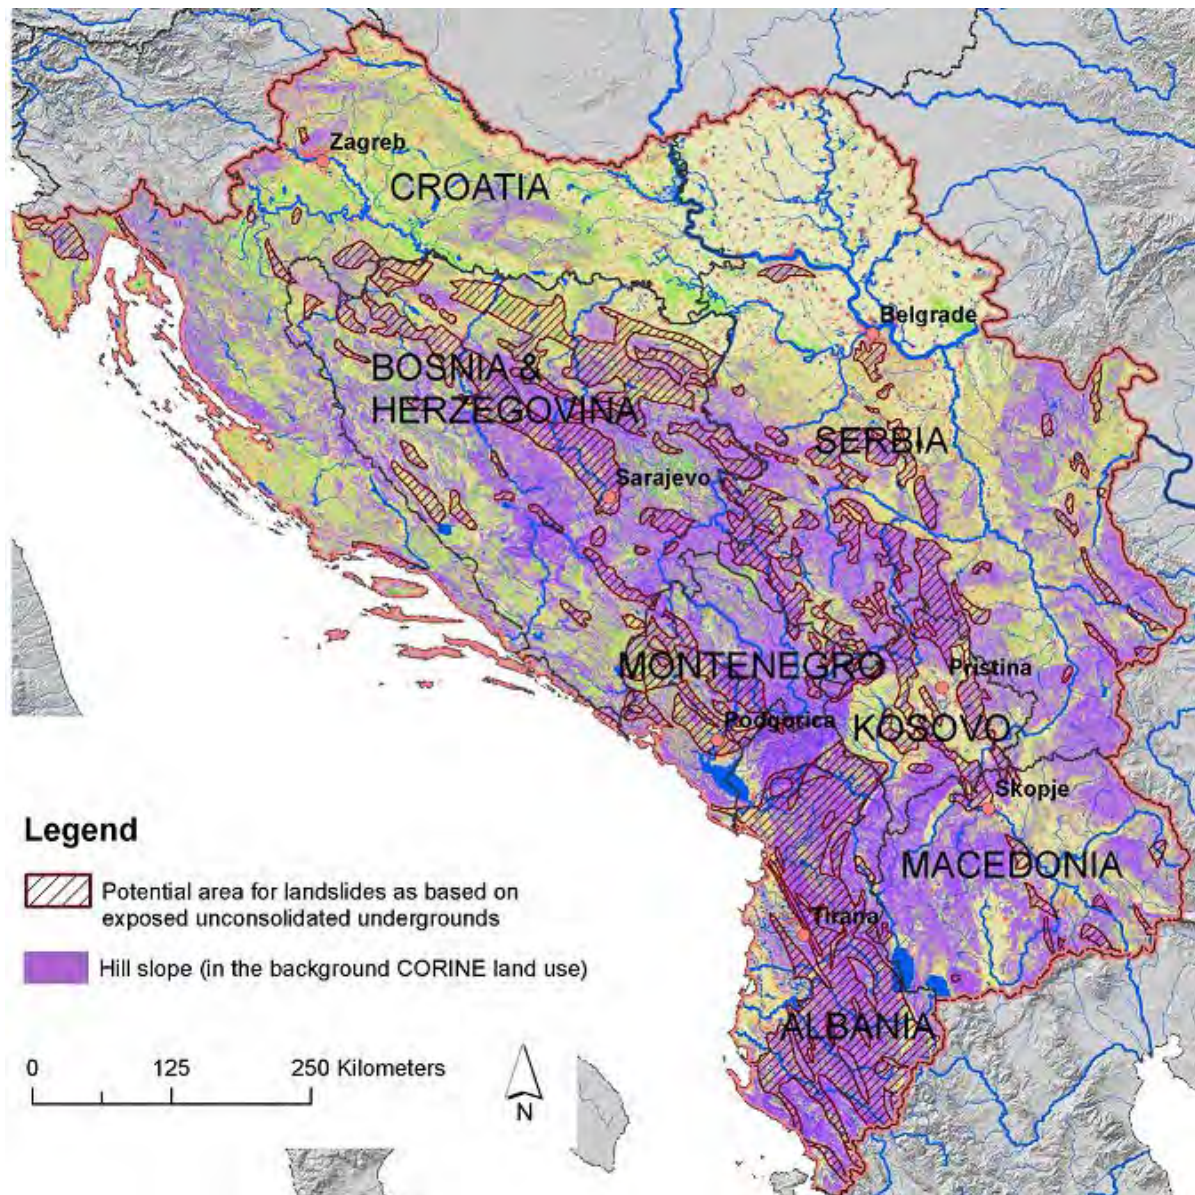 Zagreb
CROATIA
Belgrade
BOSNIA &
HERZEGOVINA
SERBIA
Sarajevo
MONTENEGRO
Pristina
Podgorica
KOSOVO
Skopje
Legend
MACEDONIA
Potential area for landslides as based on
exposed unconsolidated undergrounds
Tirana
Hill slope (in the background CORINE land use)
ALBANIA
0 125 250 Kilometers
N